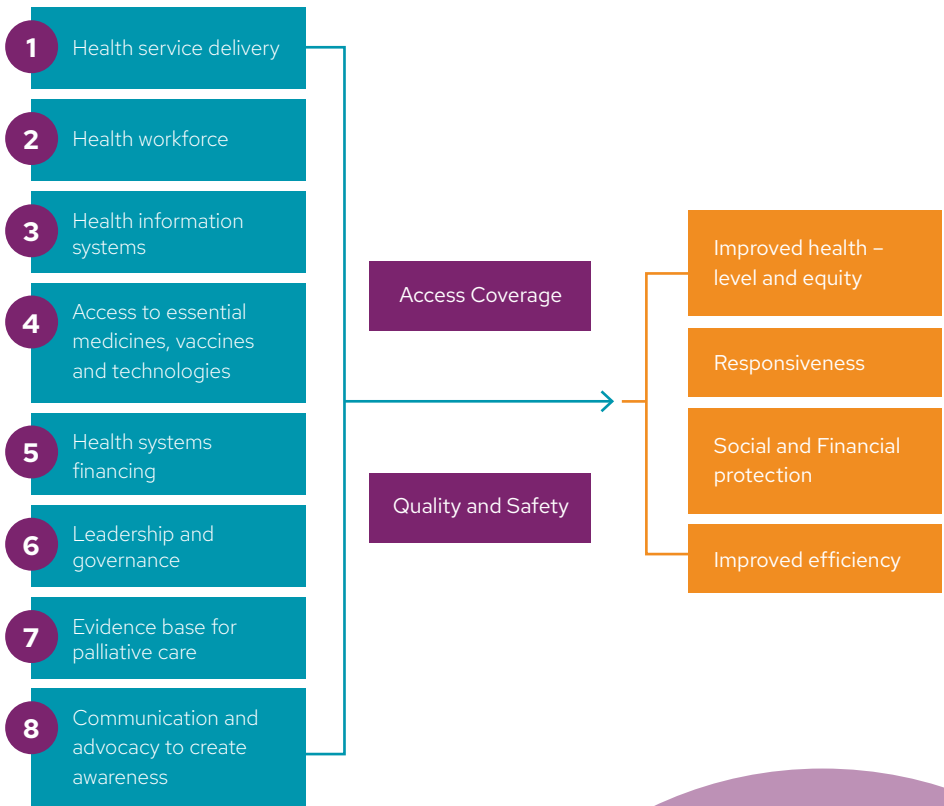 1
Health service delivery
2
Health workforce
3
Health information
systems
4
Access to essential
medicines, vaccines
and technologies
5
Health systems
financing
6
Leadership and
governance
7
Evidence base for
palliative care
8
Communication and
advocacy to create
awareness
Access Coverage
Quality and Safety
Improved health –
level and equity
Responsiveness
Social and Financial
protection
Improved efficiency